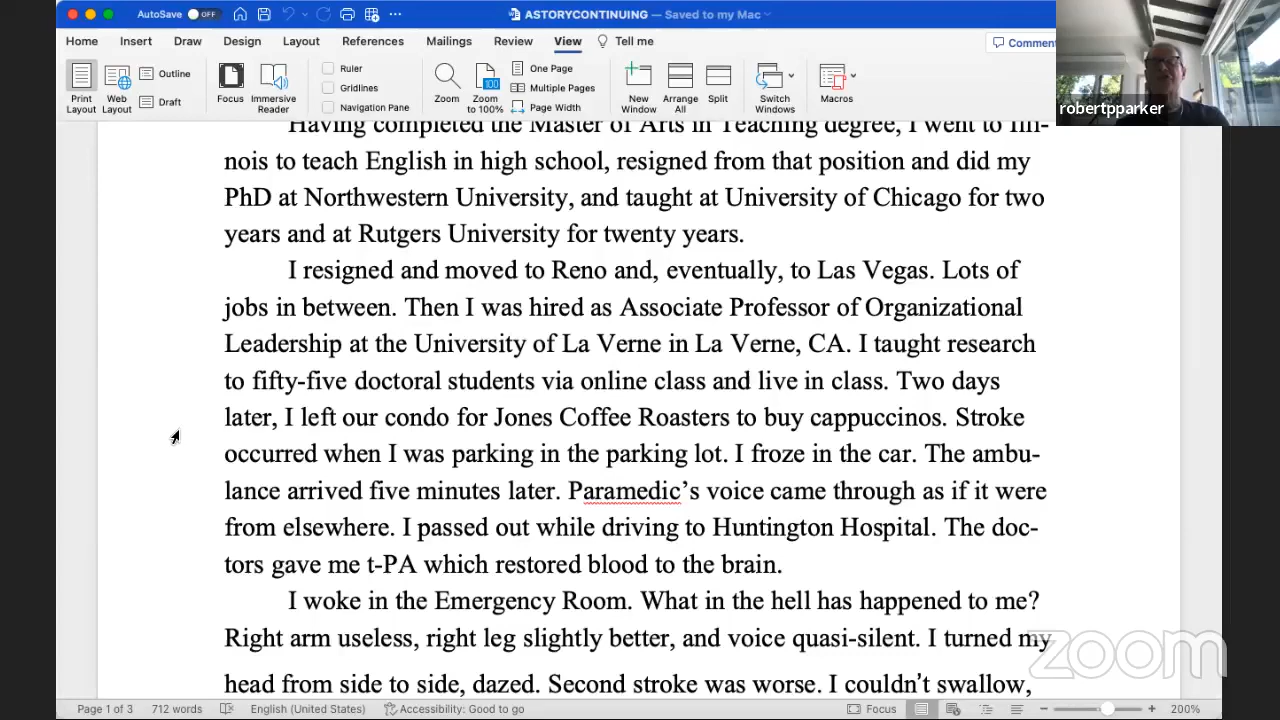 AutoSave OFF ASTORYCONTINUING — Saved to my Mac
Home Insert Draw Design Layout References Mailings Review View Tell me Comment
Print Layout Web Layout Outline Draft Focus Immersive Reader Ruler Gridlines Navigation Pane Zoom Zoom to 100% 100 One Page Multiple Pages Page Width New Window Arrange All Split Switch Windows Macros
robertpparker
Having completed the Master of Arts in Teaching degree, I went to Illi-
nois to teach English in high school, resigned from that position and did my
PhD at Northwestern University, and taught at University of Chicago for two
years and at Rutgers University for twenty years.
I resigned and moved to Reno and, eventually, to Las Vegas. Lots of
jobs in between. Then I was hired as Associate Professor of Organizational
Leadership at the University of La Verne in La Verne, CA. I taught research
to fifty-five doctoral students via online class and live in class. Two days
later, I left our condo for Jones Coffee Roasters to buy cappuccinos. Stroke
occurred when I was parking in the parking lot. I froze in the car. The ambu-
lance arrived five minutes later. Paramedic’s voice came through as if it were
from elsewhere. I passed out while driving to Huntington Hospital. The doc-
tors gave me t-PA which restored blood to the brain.
I woke in the Emergency Room. What in the hell has happened to me?
Right arm useless, right leg slightly better, and voice quasi-silent. I turned my
head from side to side, dazed. Second stroke was worse. I couldn’t swallow,
zoom
Page 1 of 3 712 words English (United States) Accessibility: Good to go Focus 200%